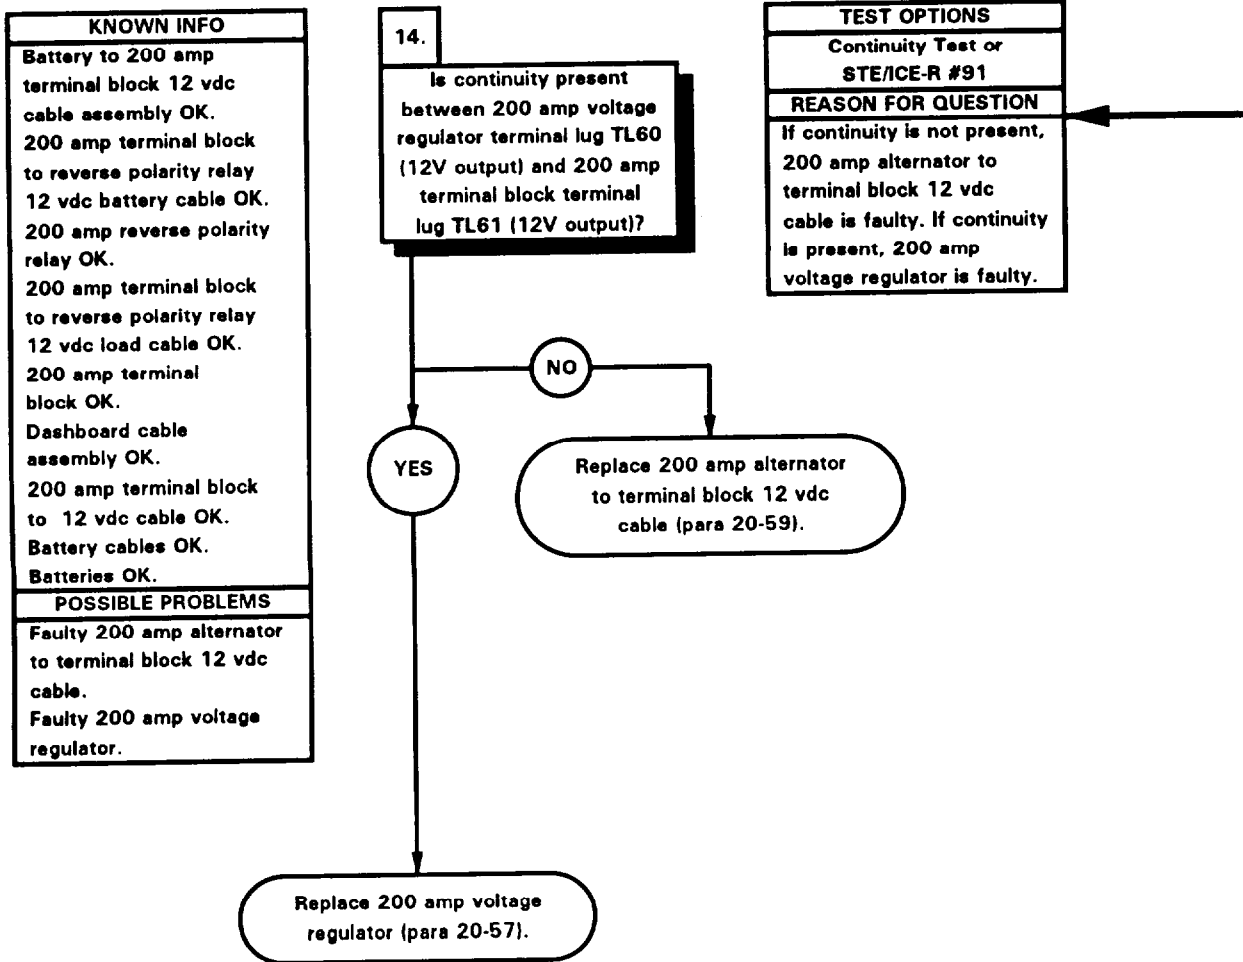 KNOWN INFO
Battery to 200 amp
terminal block 12 vdc
cable assembly OK.
200 amp terminal block
to reverse polarity relay
12 vdc battery cable OK.
200 amp reverse polarity
relay OK.
200 amp terminal block
to reverse polarity relay
12 vdc load cable OK.
200 amp terminal
block OK.
Dashboard cable
assembly OK.
200 amp terminal block
to 12 vdc cable OK.
Battery cables OK.
Batteries OK.
POSSIBLE PROBLEMS
Faulty 200 amp alternator
to terminal block 12 vdc
cable.
Faulty 200 amp voltage
regulator.
14.
Is continuity present
between 200 amp voltage
regulator terminal lug TL60
(12V output) and 200 amp
terminal block terminal
lug TL61 (12V output)?
TEST OPTIONS
Continuity Test or
STE/ICE-R #91
REASON FOR QUESTION
If continuity is not present,
200 amp alternator to
terminal block 12 vdc
cable is faulty. If continuity
is present, 200 amp
voltage regulator is faulty.
NO
YES
Replace 200 amp alternator
to terminal block 12 vdc
cable (para 20-59).
Replace 200 amp voltage
regulator (para 20-57).